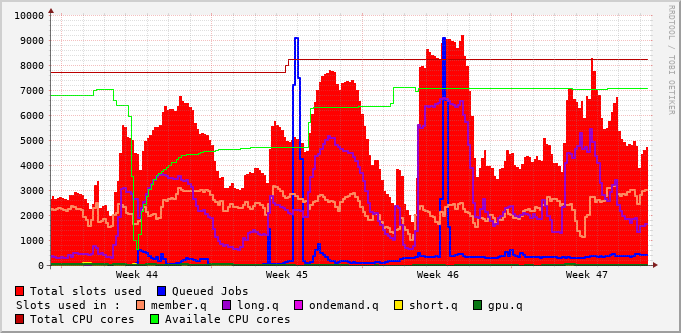 10000
9000
8000
7000
6000
5000
4000
3000
2000
1000
0
Week 44 Week 45 Week 46 Week 47
Total slots used Queued Jobs
Slots used in : member.q long.q ondemand.q short.q gpu.q
Total CPU cores Availale CPU cores
RRDTOOL / TOBI OETIKER